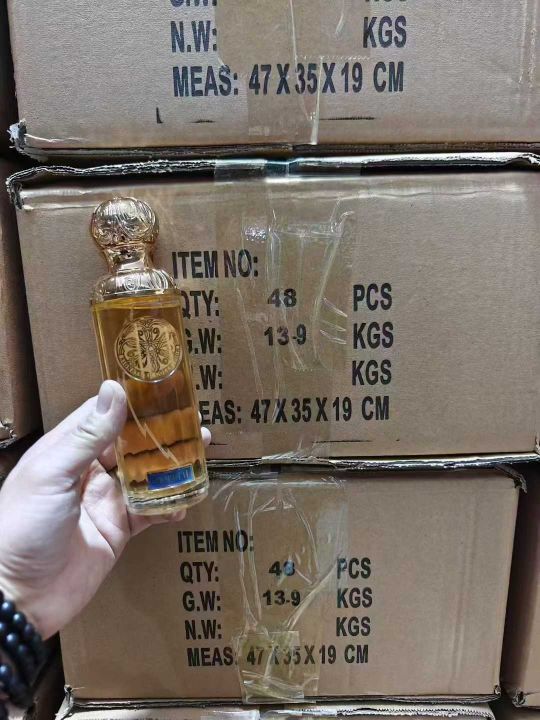 G.W:
N.W: KGS
MEAS: 47 X 35 X 19 CM
ITEM NO:
QTY: 48 PCS
G.W: 13.9 KGS
.W: KGS
EAS: 47 X 35 X 19 CM
ITEM NO:
QTY: 48 PCS
G.W: 13.9 KGS
N.W: KGS
MEAS: 47 X 35 X 19 CM